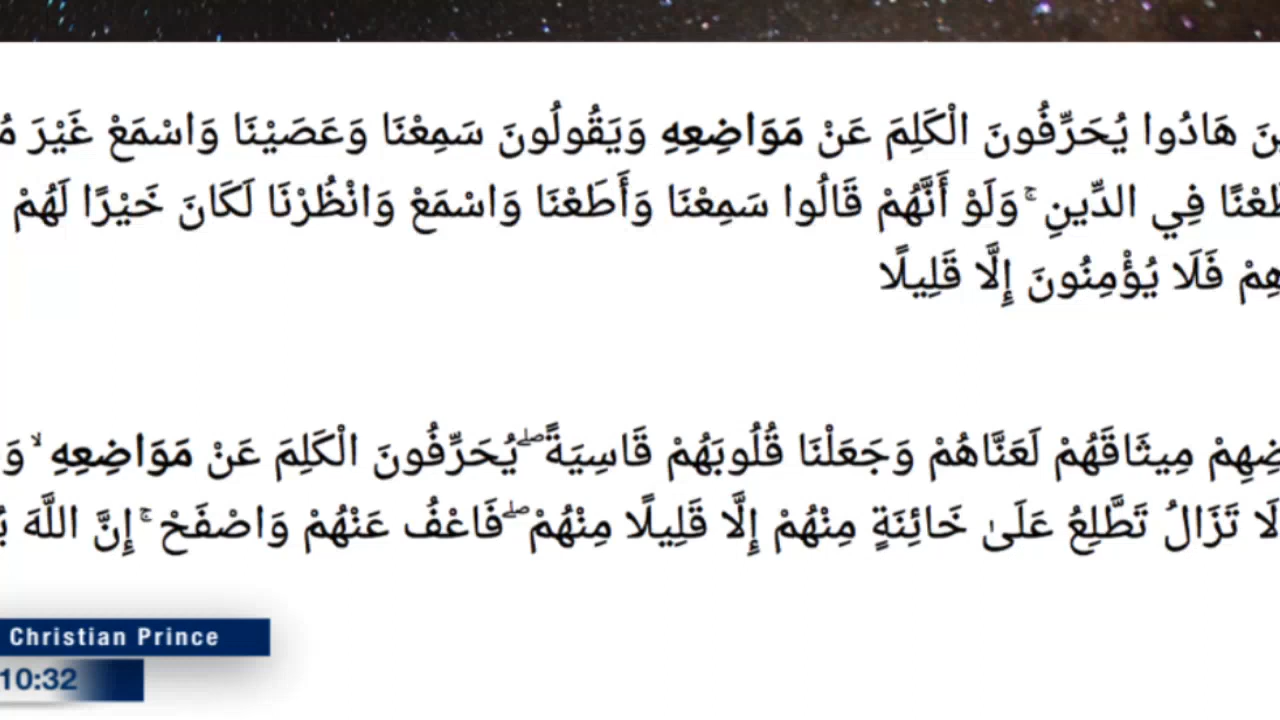 هَادُوا يُحَرِّفُونَ الْكَلِمَ عَنْ مَوَاضِعِهِ وَيَقُولُونَ سَمِعْنَا وَعَصَيْنَا وَاسْمَعْ غَيْرَ
فِي الدِّينِ ۚ وَلَوْ أَنَّهُمْ قَالُوا سَمِعْنَا وَأَطَعْنَا وَاسْمَعْ وَانْظُرْنَا لَكَانَ خَيْرًا لَهُمْ
فَلَا يُؤْمِنُونَ إِلَّا قَلِيلًا
مِيثَاقَهُمْ لَعَنَّاهُمْ وَجَعَلْنَا قُلُوبَهُمْ قَاسِيَةً ۖ يُحَرِّفُونَ الْكَلِمَ عَنْ مَوَاضِعِهِ ۙ
تَزَالُ تَطَّلِعُ عَلَىٰ خَائِنَةٍ مِنْهُمْ إِلَّا قَلِيلًا مِنْهُمْ ۖ فَاعْفُ عَنْهُمْ وَاصْفَحْ ۚ إِنَّ اللَّهَ
Christian Prince
10:32